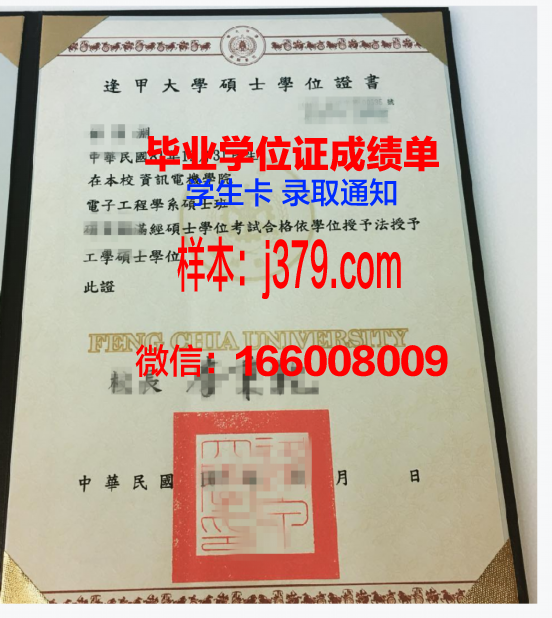 逢甲大學碩士學位證書
號
中華民國
毕业学位证成绩单
在本校資訊電機學院
学生卡 录取通知
電子工程學系碩士班
滿經碩士學位考試合格依學位授予法授予
工學碩士學位
样本：j379.com
此證
FENG CHIA UNIVERSITY
微信：166008009
校長
中華民國 月 日